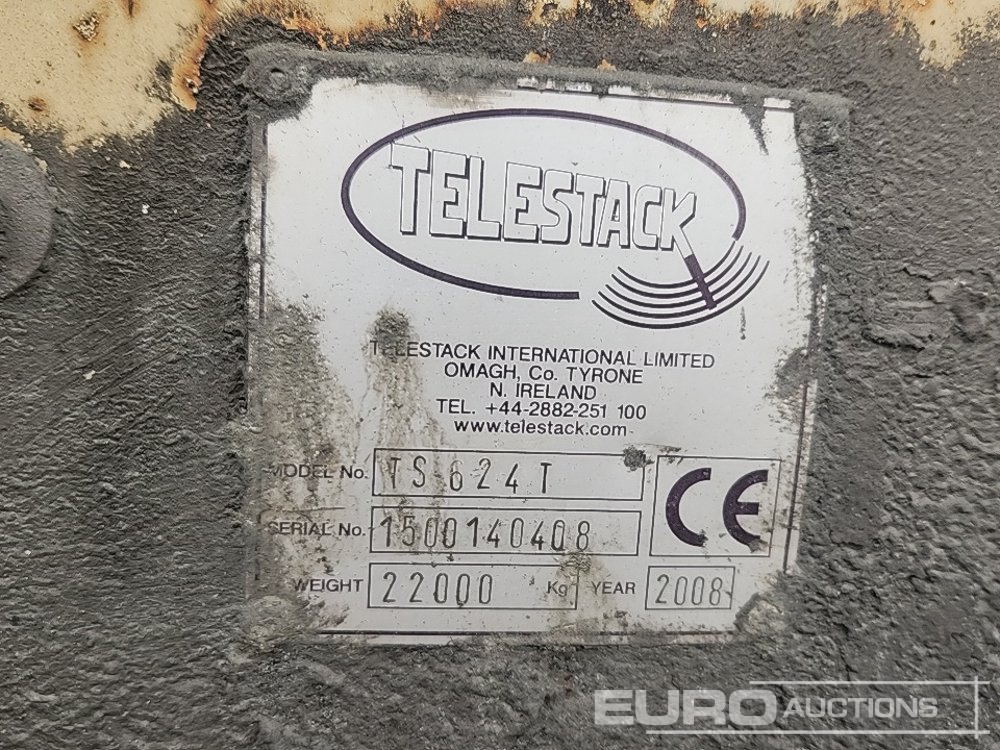 TELESTACK
TELESTACK INTERNATIONAL LIMITED
OMAGH, Co. TYRONE
N. IRELAND
TEL. +44-2882-251 100
www.telestack.com
MODEL No. TS 624T
SERIAL No. 1500140408
WEIGHT 22000 Kg YEAR 2008
CE
EURO AUCTIONS